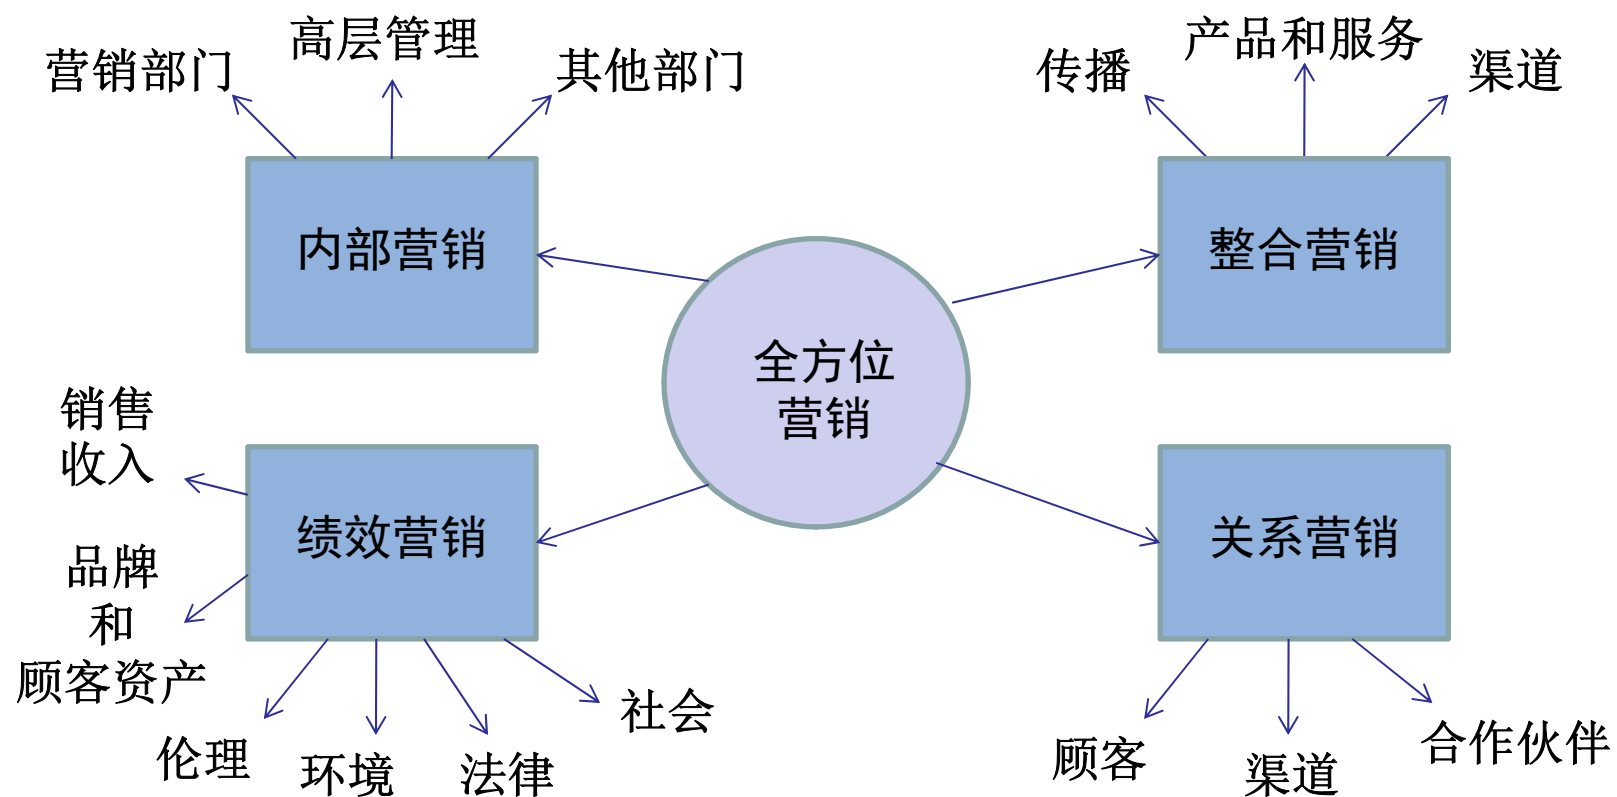 高层管理
营销部门
其他部门
产品和服务
传播
渠道
内部营销
整合营销
全方位
营销
销售
收入
绩效营销
关系营销
品牌
和
顾客资产
伦理
环境
法律
社会
顾客
渠道
合作伙伴